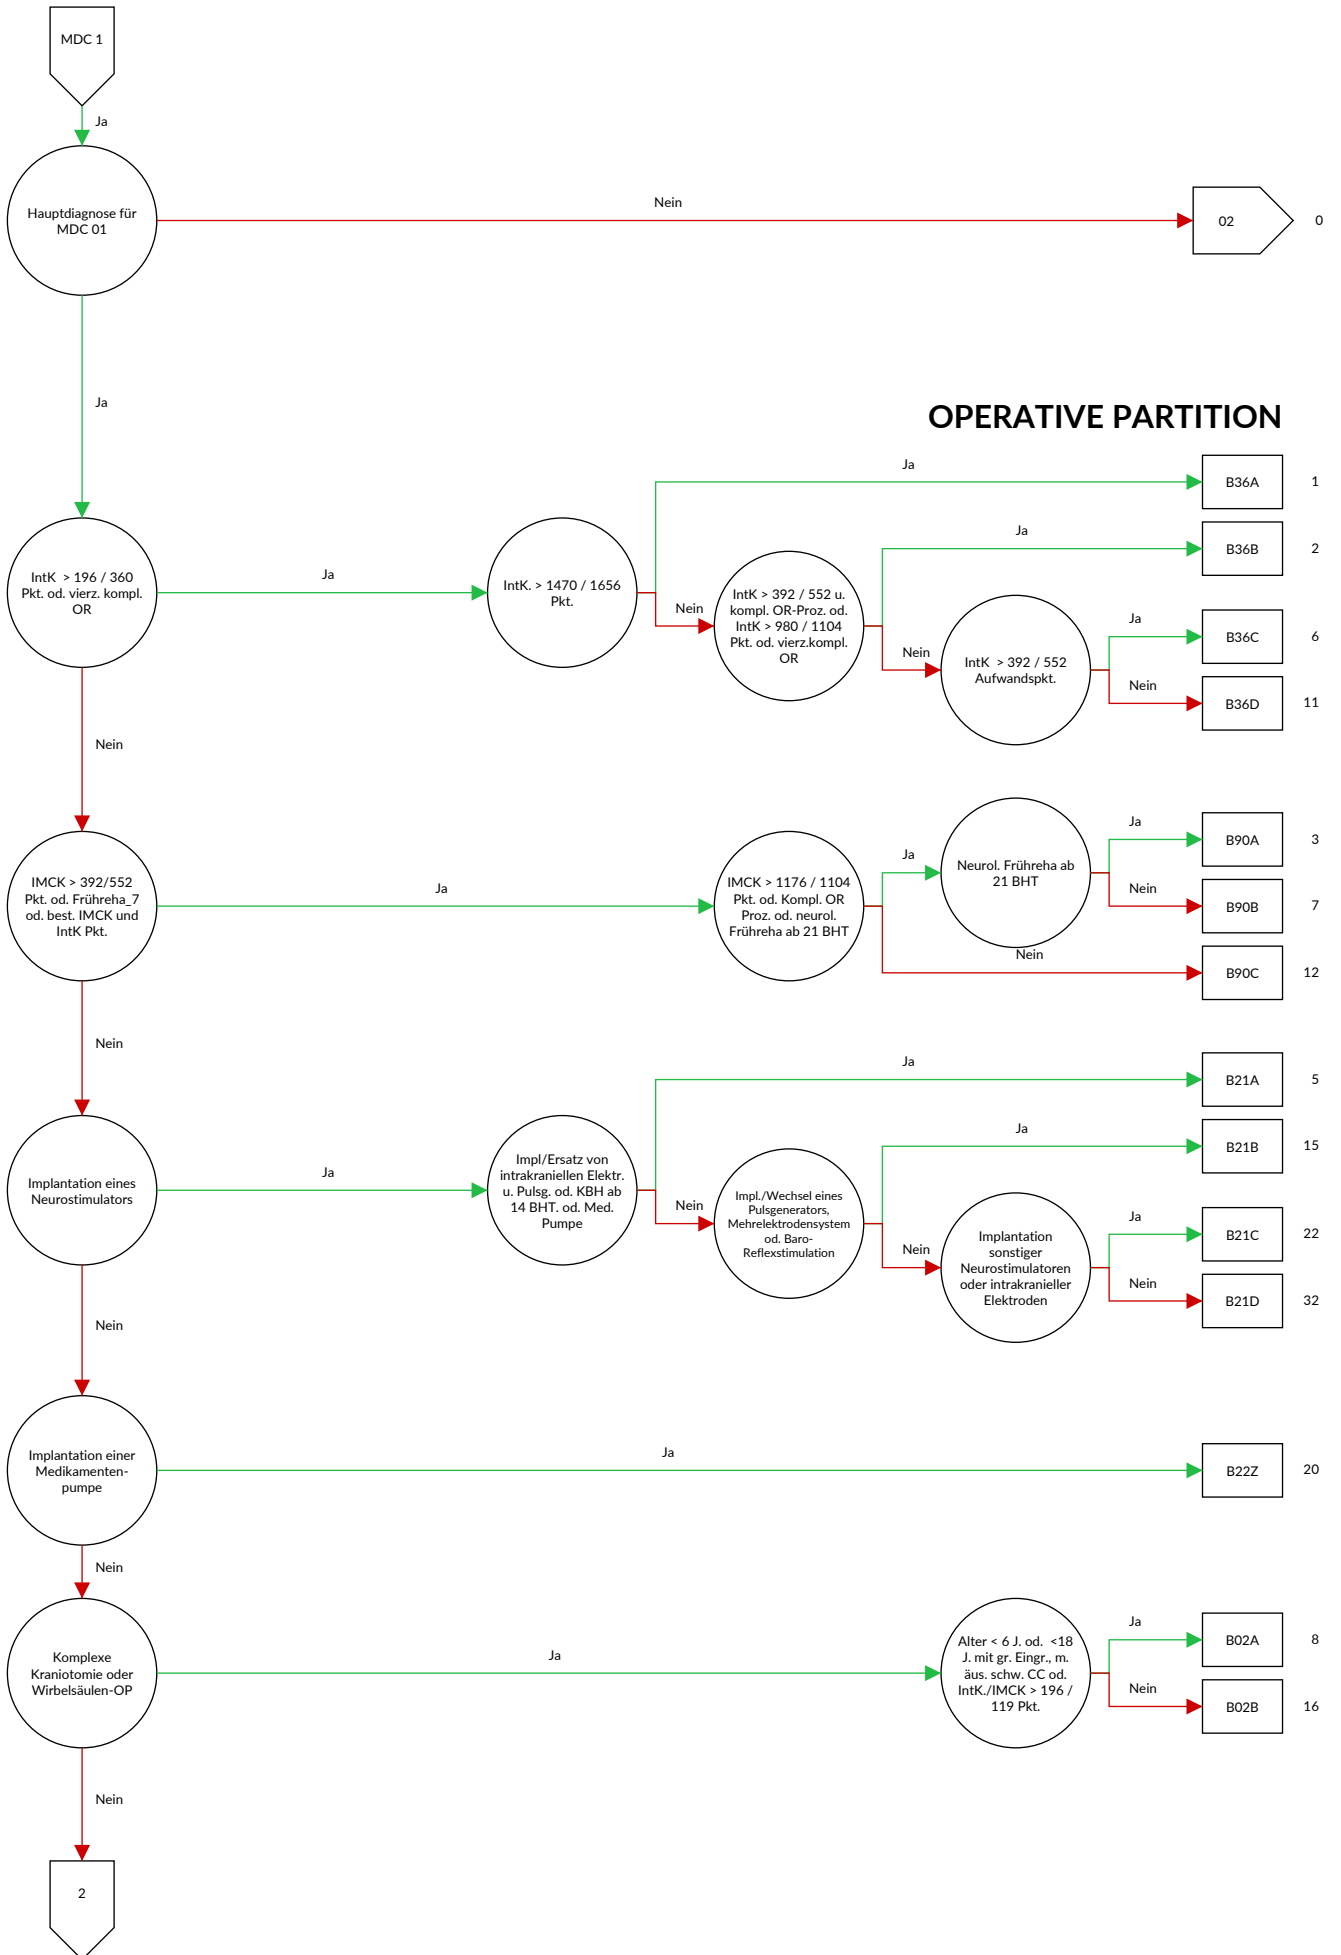 MDC 1
Ja
Hauptdiagnose für
MDC 01
Nein
02
0
Ja
OPERATIVE PARTITION
IntK > 196 / 360
Pkt. od. vierz. kompl.
OR
Ja
IntK. > 1470 / 1656
Pkt.
Ja
B36A
1
Nein
IntK > 392 / 552 u.
kompl. OR-Proz. od.
IntK > 980 / 1104
Pkt. od. vierz.kompl.
OR
Ja
B36B
2
Nein
IntK > 392 / 552
Aufwandspkt.
Ja
B36C
6
Nein
B36D
11
Nein
IMCK > 392/552
Pkt. od. Frühreha_7
od. best. IMCK und
IntK Pkt.
Ja
IMCK > 1176 / 1104
Pkt. od. Kompl. OR
Proz. od. neurol.
Frühreha ab 21 BHT
Ja
Neurol. Frühreha ab
21 BHT
Ja
B90A
3
Nein
B90B
7
Nein
B90C
12
Nein
Implantation eines
Neurostimulators
Ja
Impl/Ersatz von
intrakraniellen Elektr.
u. Pulsg. od. KBH ab
14 BHT. od. Med.
Pumpe
Ja
B21A
5
Nein
Impl./Wechsel eines
Pulsgenerators,
Mehrelektrodensystem
od. Baro-
Reflexstimulation
Ja
B21B
15
Nein
Implantation
sonstiger
Neurostimulatoren
oder intrakranieller
Elektroden
Ja
B21C
22
Nein
B21D
32
Nein
Implantation einer
Medikamenten-
pumpe
Ja
B22Z
20
Nein
Komplexe
Kraniotomie oder
Wirbelsäulen-OP
Ja
Alter < 6 J. od. <18
J. mit gr. Eingr., m.
äus. schw. CC od.
IntK./IMCK > 196 /
119 Pkt.
Ja
B02A
8
Nein
B02B
16
Nein
2